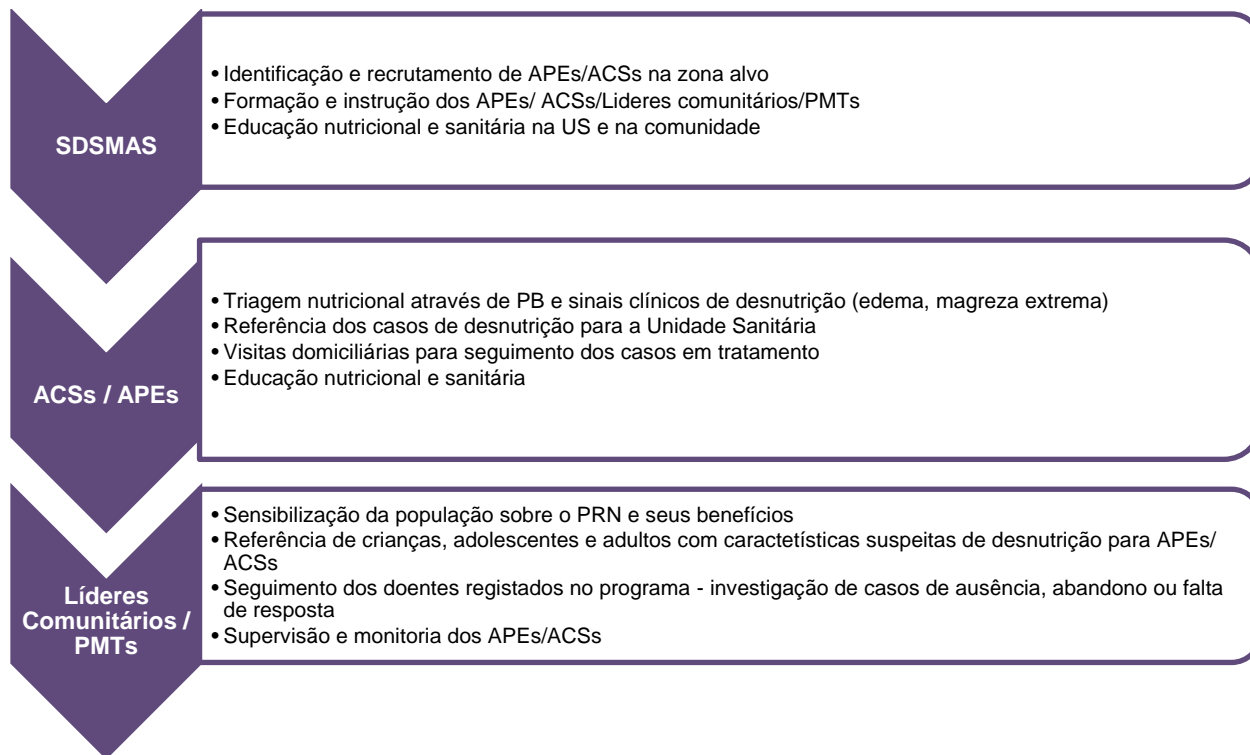 SDSMAS
• Identificação e recrutamento de APEs/ACSs na zona alvo
• Formação e instrução dos APEs/ ACSs/Lideres comunitários/PMTs
• Educação nutricional e sanitária na US e na comunidade
ACSs / APEs
• Triagem nutricional através de PB e sinais clínicos de desnutrição (edema, magreza extrema)
• Referência dos casos de desnutrição para a Unidade Sanitária
• Visitas domiciliárias para seguimento dos casos em tratamento
• Educação nutricional e sanitária
Líderes
Comunitários /
PMTs
• Sensibilização da população sobre o PRN e seus benefícios
• Referência de crianças, adolescentes e adultos com caractetísticas suspeitas de desnutrição para APEs/
ACSs
• Seguimento dos doentes registados no programa - investigação de casos de ausência, abandono ou falta
de resposta
• Supervisão e monitoria dos APEs/ACSs